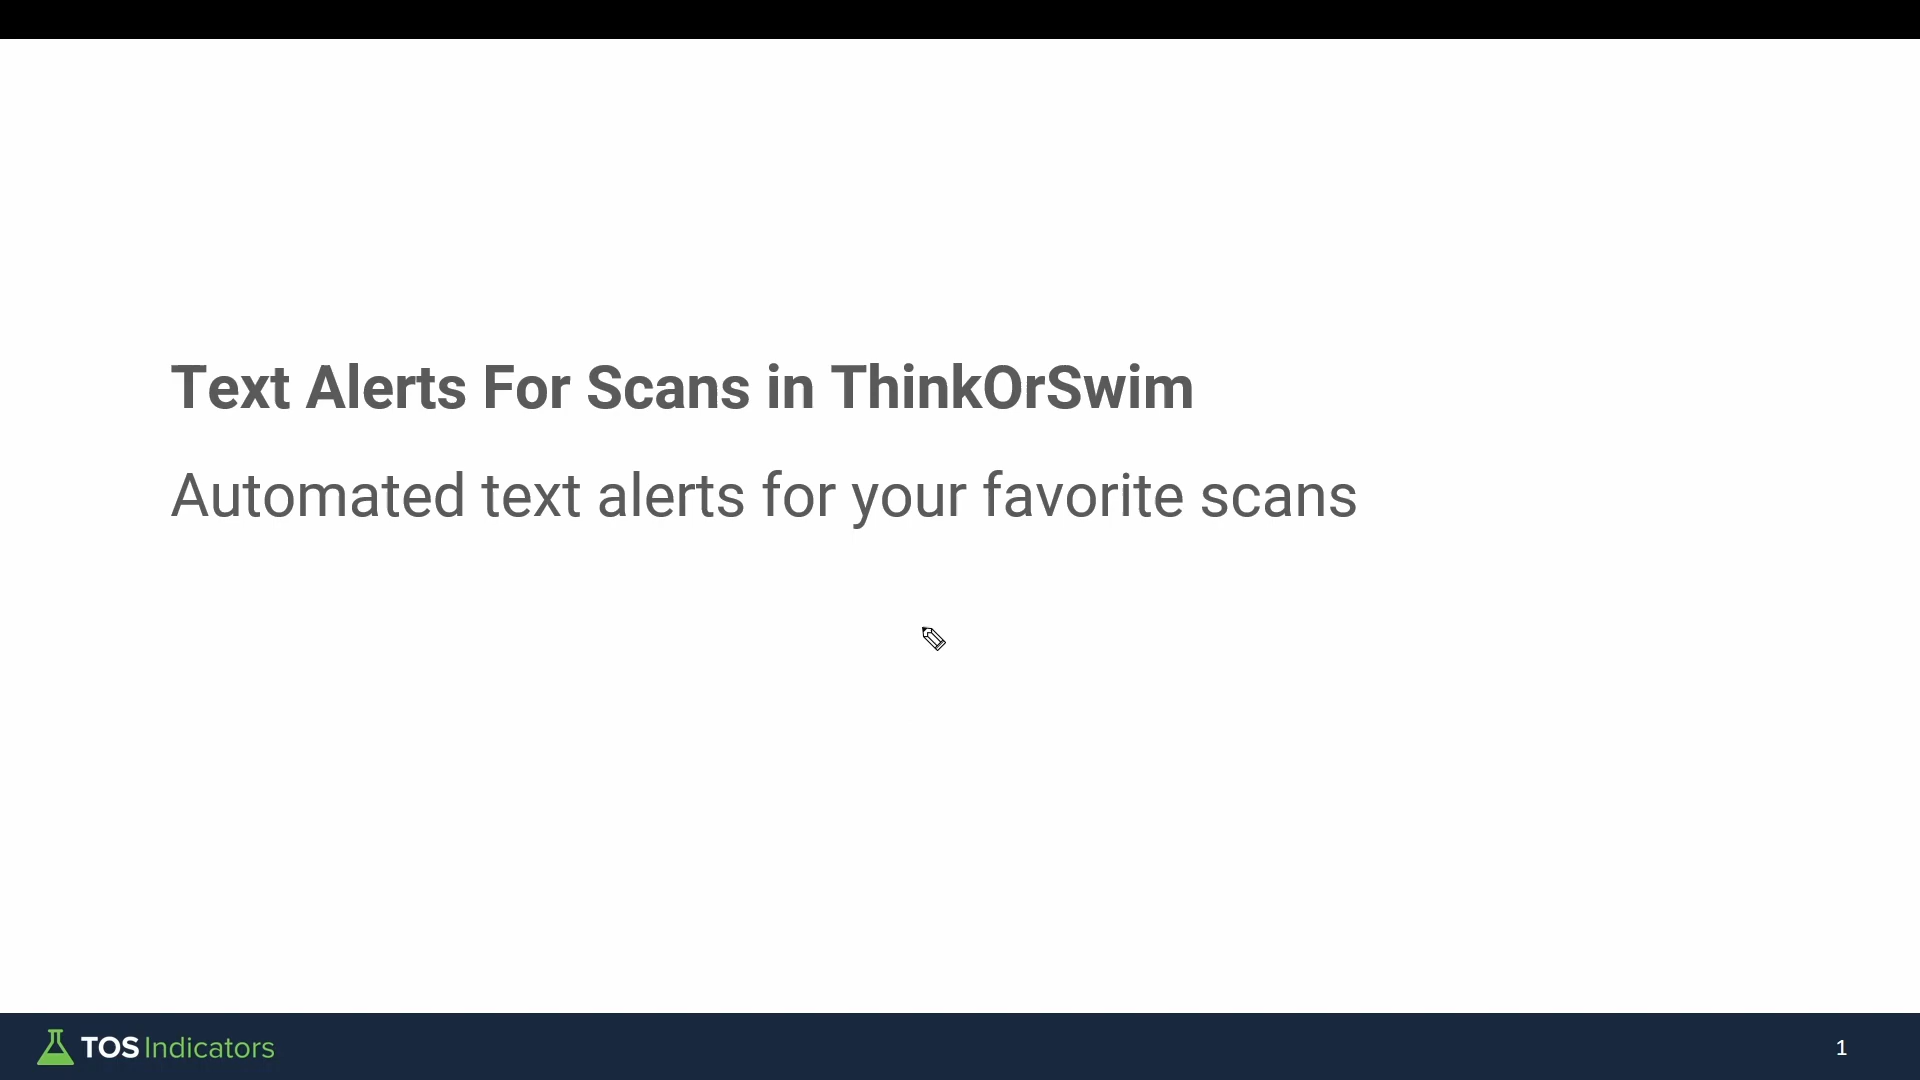 Text Alerts For Scans in ThinkOrSwim
Automated text alerts for your favorite scans
TOS Indicators
1